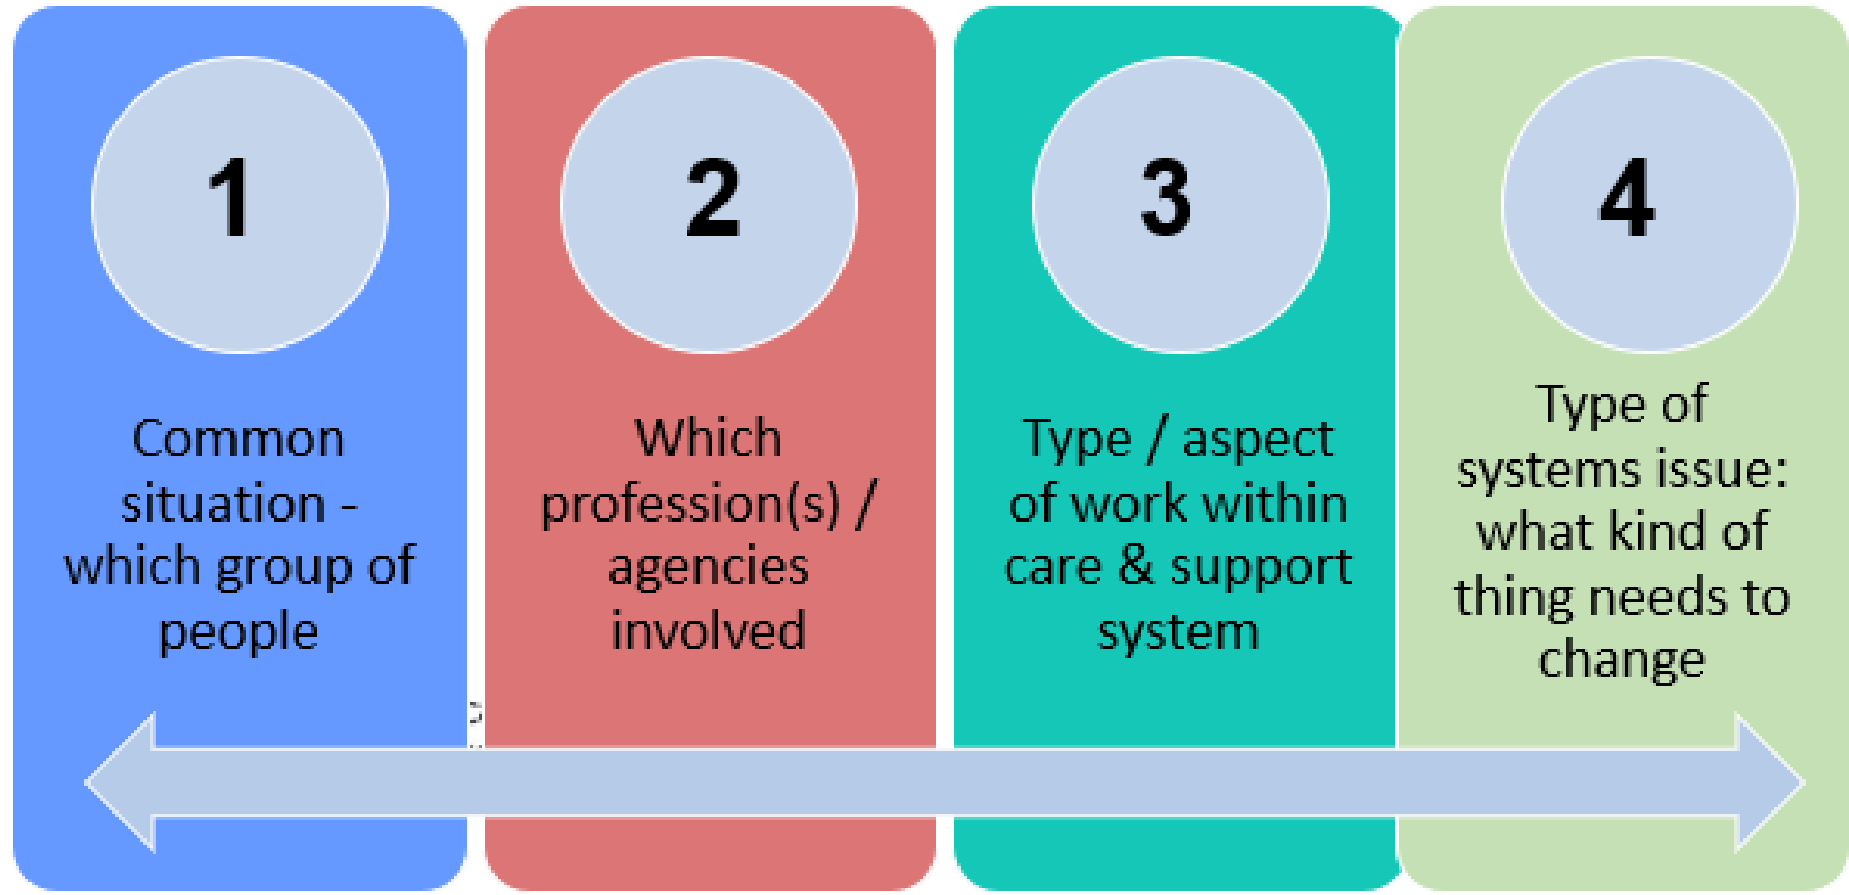 1
Common
situation -
which group of
people
2
Which
profession(s) /
agencies
involved
3
Type / aspect
of work within
care & support
system
4
Type of
systems issue:
what kind of
thing needs to
change